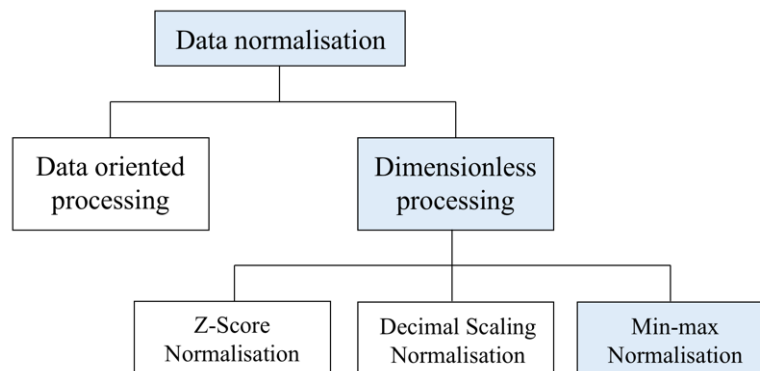 Data normalisation
Data oriented
processing
Dimensionless
processing
Z-Score
Normalisation
Decimal Scaling
Normalisation
Min-max
Normalisation